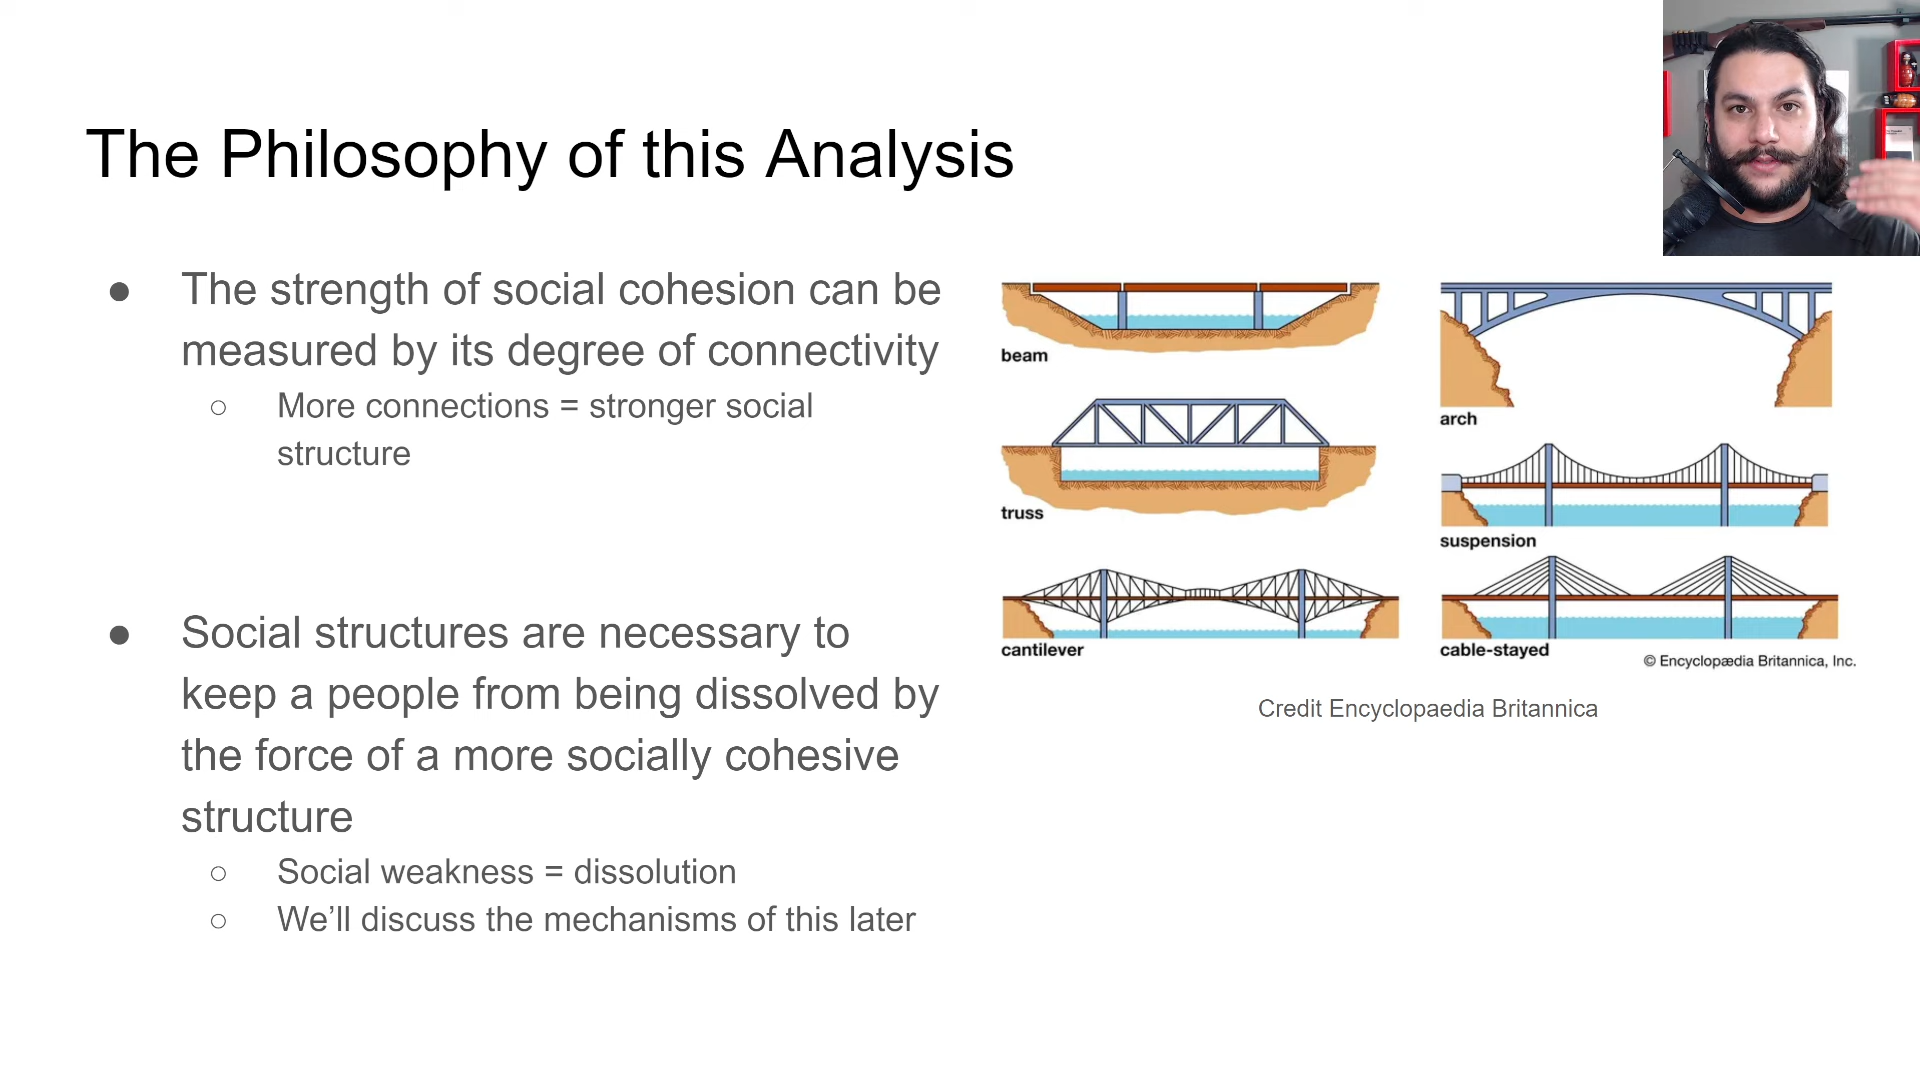 The Philosophy of this Analysis
● The strength of social cohesion can be
measured by its degree of connectivity
○ More connections = stronger social
structure
● Social structures are necessary to
keep a people from being dissolved by
the force of a more socially cohesive
structure
○ Social weakness = dissolution
○ We’ll discuss the mechanisms of this later
beam
arch
truss
suspension
cantilever
cable-stayed
© Encyclopædia Britannica, Inc.
Credit Encyclopaedia Britannica